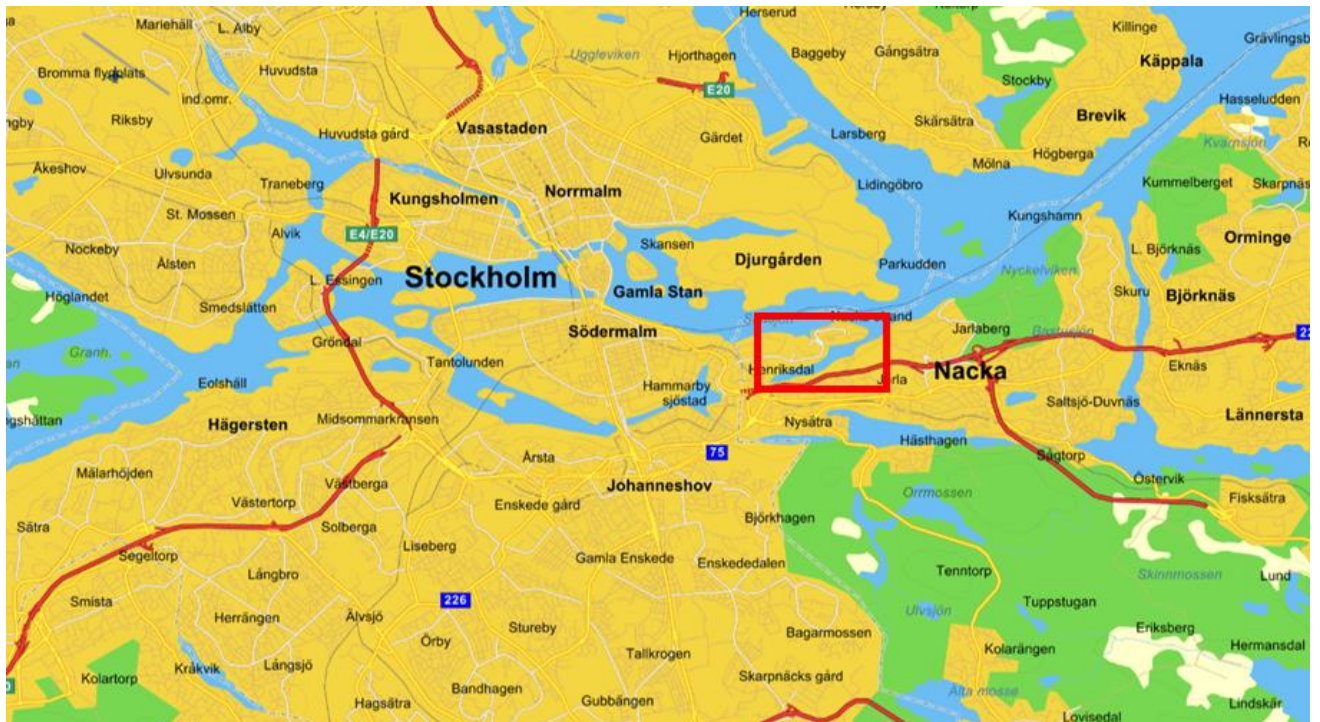 Herserud
Mariehäll
L. Älby
Uggleviken
Hjorthagen
Baggeby
Gångsätra
Killinge
Käppala
Bromma flygplats
Huvudsta
ind.omr.
E20
Stockby
Hasseludden
Riksby
Huvudsta gård
Vasastaden
Gärdet
Larsberg
Skärsätra
Brevik
Högberga
Mölna
Kvarnsjön
Åkeshov
Ulvsunda
Traneberg
Kungsholmen
Norrmalm
Lidingöbro
Kummelberget
St. Mossen
Alvik
E4/E20
Skansen
Kungshamn
Orminge
Nockeby
Ålsten
Djurgården
Parkudden
L. Björknäs
Nyckelviken
L. Essingen
Stockholm
Gamla Stan
Skuru
Björknäs
Höglandet
Smedslätten
Södermalm
Jarlaberg
Bastusjön
Gröndal
Granh.
Tantolunden
Henriksdal
Jarla
Nacka
Eknäs
Eolshäll
Hammarby
sjöstad
Saltsjö-Duvnäs
Hägersten
Midsommarkransen
Nysätra
Hästhagen
Lännersta
75
Sågtorp
Mälarhöjden
Årsta
Västberga
Johanneshov
Orrmossen
Östervik
Västertorp
Enskede gård
Fisksätra
Sätra
Solberga
Björkhagen
Liseberg
Segeltorp
Gamla Enskede
Enskededalen
Långbro
Tenntorp
Skinnmossen
Lund
Smista
226
Herrängen
Älvsjö
Stureby
Ulvsjön
Tuppstugan
Örby
Bagarmossen
Eriksberg
Hermansdal
Kråkvik
Långsjö
Tallkrogen
Kolarängen
Kolartorp
Skarpnäcks gård
Bandhagen
Älta mosse
Hagsätra
Gubbängen
Lovisedal
Lindskär